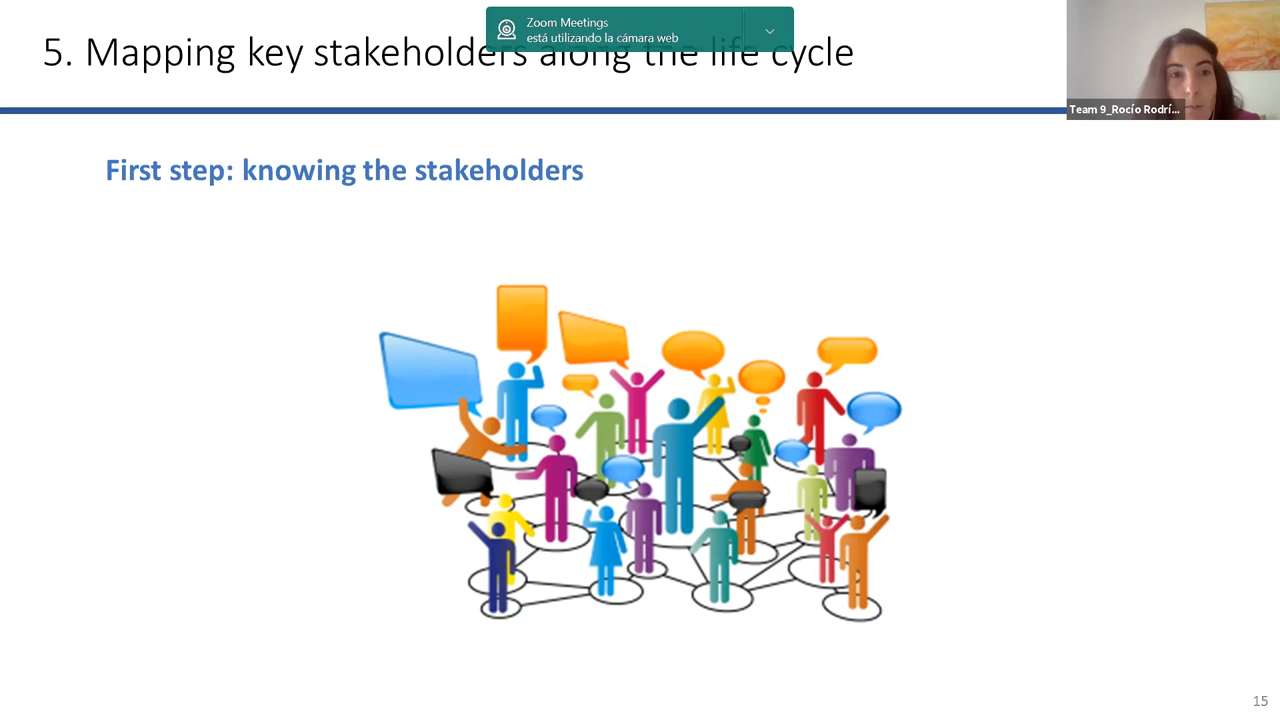 Zoom Meetings
está utilizando la cámara web
5. Mapping key stakeholders along the life cycle
Team 9_Rocío Rodrí...
First step: knowing the stakeholders
15